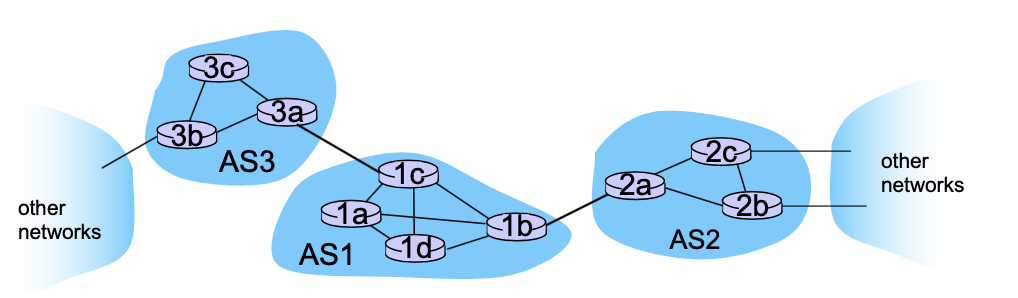 3c
3a
3b
AS3
other
networks
1c
1a
1b
1d
AS1
2c
2a
2b
AS2
other
networks